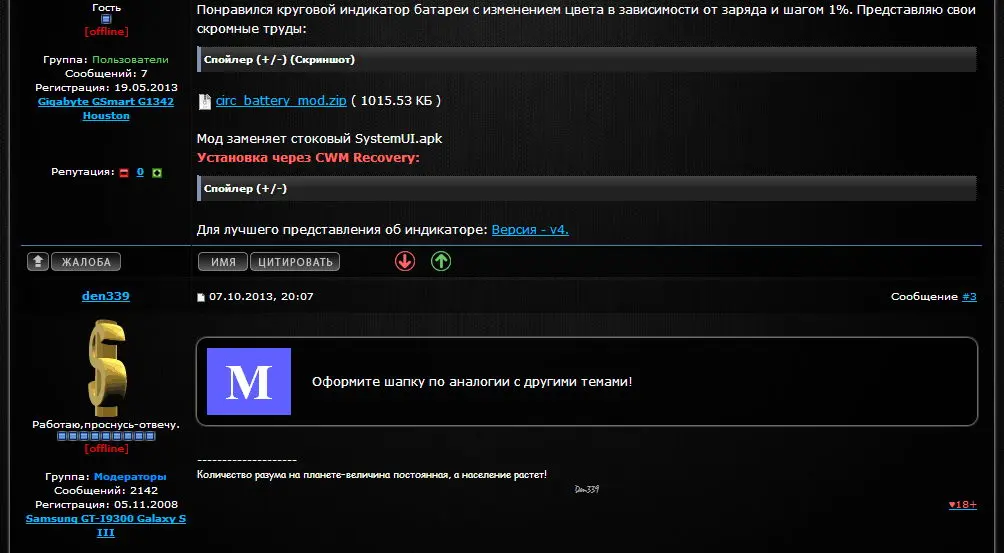 Гость
[offline]
Группа: Пользователи
Сообщений: 7
Регистрация: 19.05.2013
Gigabyte GSmart G1342
Houston
Репутация: 0
Понравился круговой индикатор батареи с изменением цвета в зависимости от заряда и шагом 1%. Представляю свои
скромные труды:
Спойлер (+/-) (Скриншот)
circ_battery_mod.zip ( 1015.53 КБ )
Мод заменяет стоковый SystemUI.apk
Установка через CWM Recovery:
Спойлер (+/-)
Для лучшего представления об индикаторе: Версия - v4.
ЖАЛОБА ИМЯ ЦИТИРОВАТЬ
den339 07.10.2013, 20:07 Сообщение #3
Работаю,проснусь-отвечу.
[offline]
Группа: Модераторы
Сообщений: 2142
Регистрация: 05.11.2008
Samsung GT-I9300 Galaxy S
III
M Оформите шапку по аналогии с другими темами!
--------------------
Количество разума на планете-величина постоянная, а население растет!
Den339
♥18+